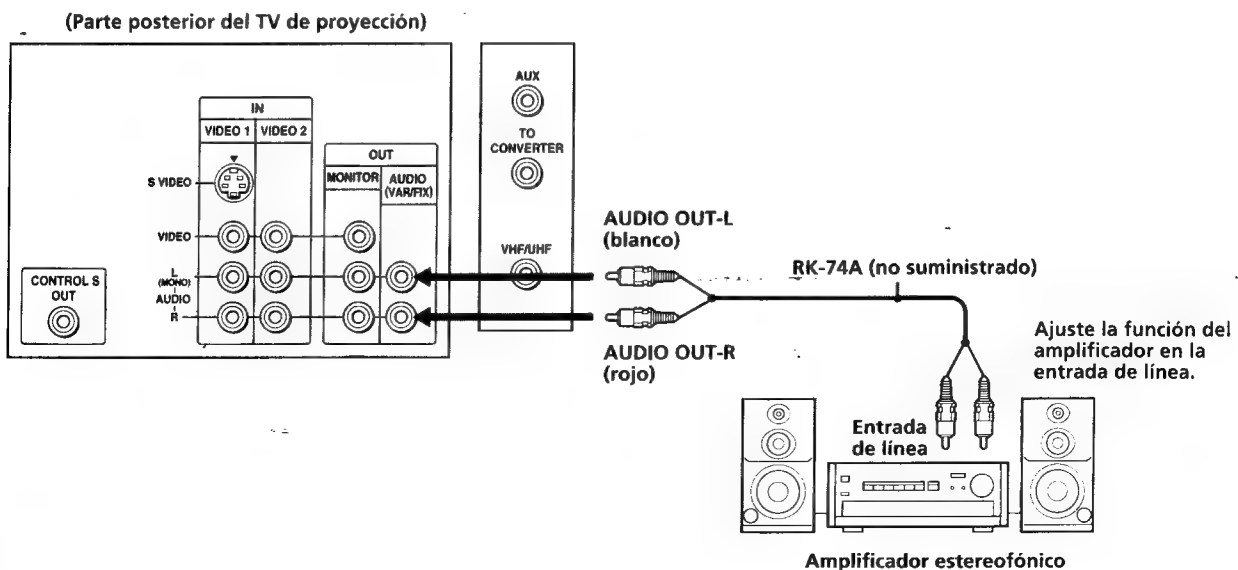 (Parte posterior del TV de proyección)
IN
VIDEO 1
VIDEO 2
S VIDEO
VIDEO
L
(MONO)
AUDIO
R
OUT
MONITOR
AUDIO
(VAR/FIX)
CONTROL S
OUT
AUX
TO
CONVERTER
VHF/UHF
AUDIO OUT-L
(blanco)
AUDIO OUT-R
(rojo)
RK-74A (no suministrado)
Ajuste la función del
amplificador en la
entrada de línea.
Entrada
de línea
Amplificador estereofónico